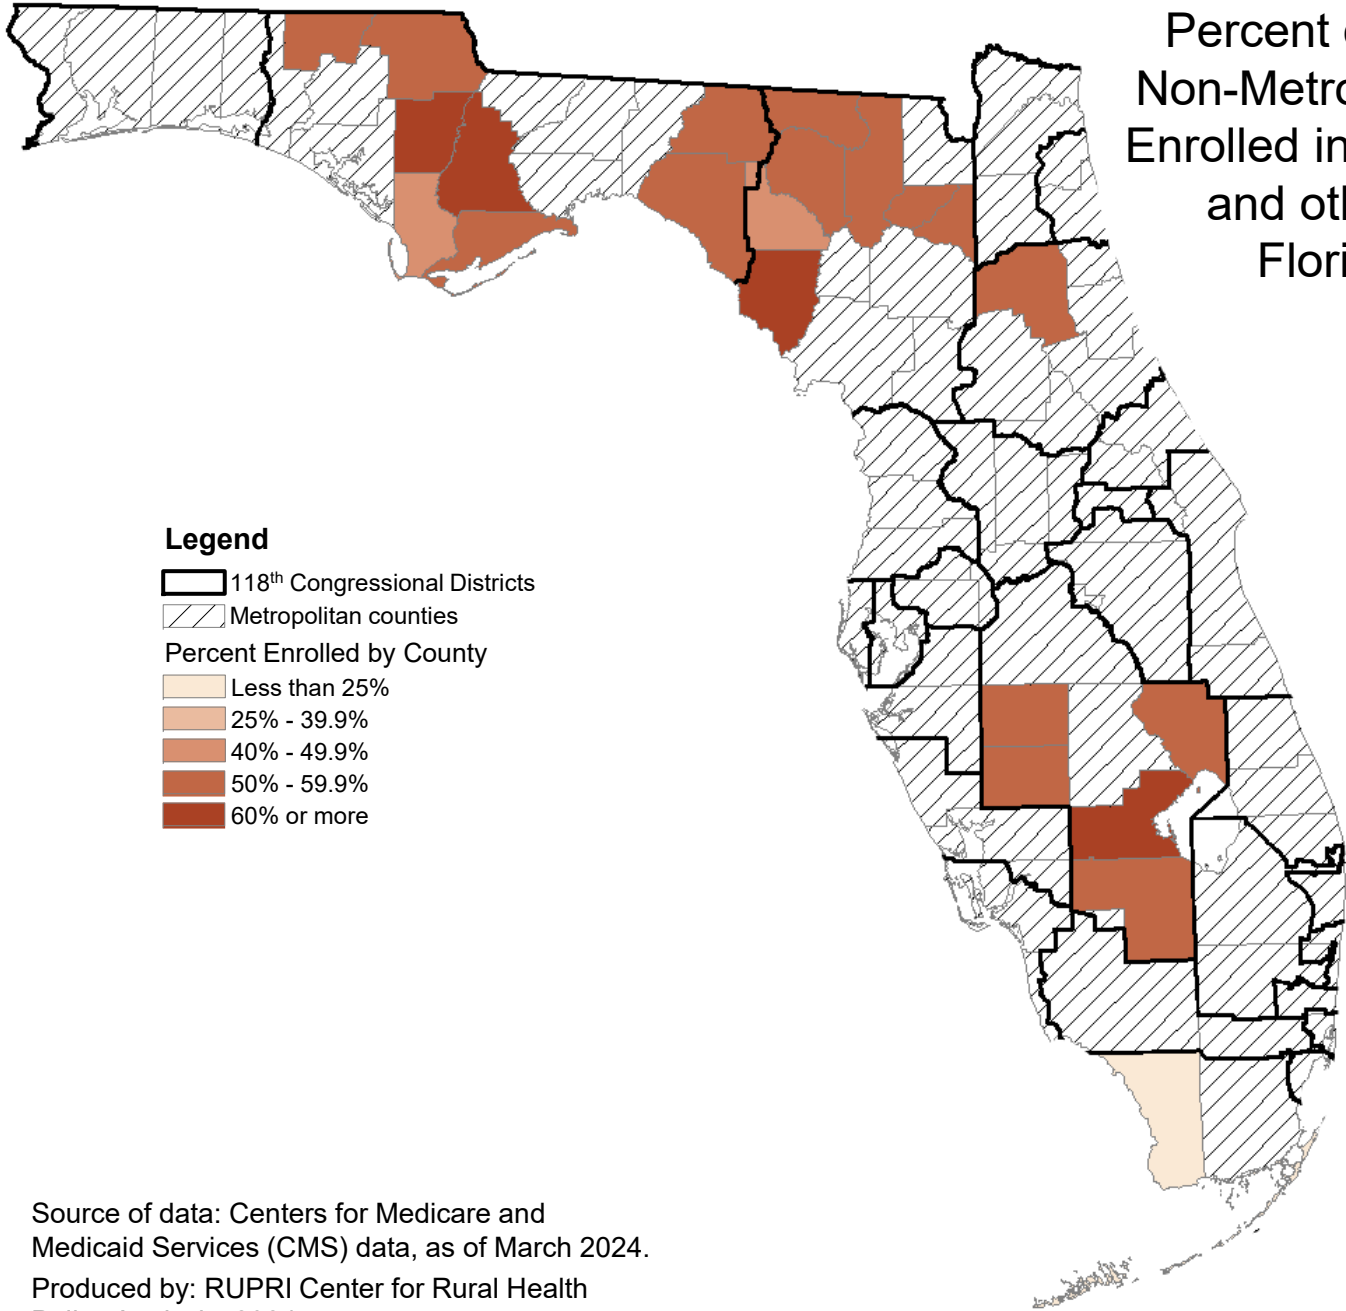 Percent
Non-Metro
Enrolled in
and
Flori
Legend
118th Congressional Districts
Metropolitan counties
Percent Enrolled by County
Less than 25%
25% - 39.9%
40% - 49.9%
50% - 59.9%
60% or more
Source of data: Centers for Medicare and
Medicaid Services (CMS) data, as of March 2024.
Produced by: RUPRI Center for Rural Health